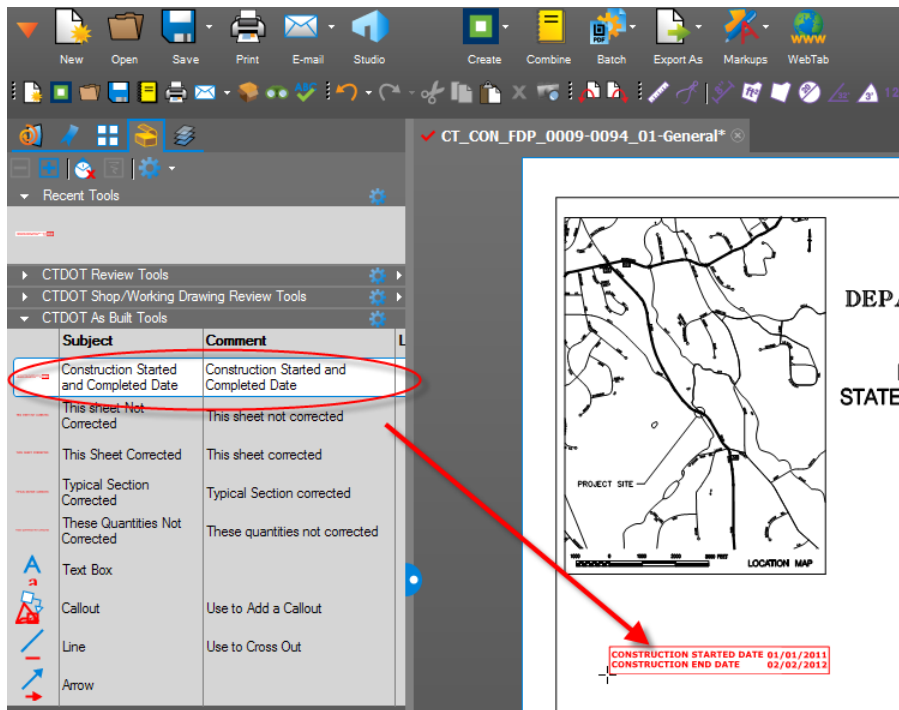 New Open Save Print E-mail Studio Create Combine Batch Export As Markups WebTab
CT_CON_FDP_0009-0094_01-General*
Recent Tools
CTDOT Review Tools
CTDOT Shop/Working Drawing Review Tools
CTDOT As Built Tools
Subject Comment L
Construction Started Construction Started and
and Completed Date Completed Date
This sheet Not
Corrected This sheet not corrected
This Sheet Corrected This sheet corrected
Typical Section
Corrected Typical Section corrected
These Quantities Not
Corrected These quantities not corrected
Text Box
Callout Use to Add a Callout
Line Use to Cross Out
Arrow
DEPA
STATE
PROJECT SITE
LOCATION MAP
CONSTRUCTION STARTED DATE 01/01/2011
CONSTRUCTION END DATE 02/02/2012